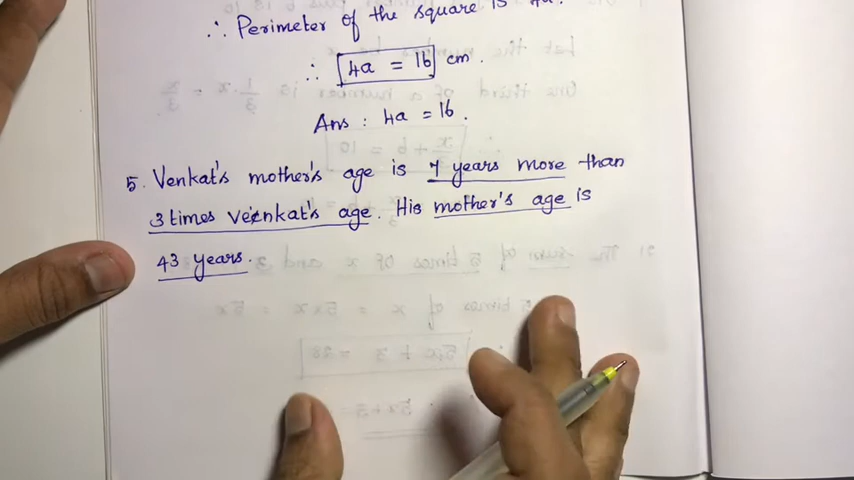 ∴ Perimeter of the square is 4a.
∴ 4a = 16 cm.
Ans : 4a = 16.
5. Venkat's mother's age is 7 years more than
3 times Venkat's age. His mother's age is
43 years.